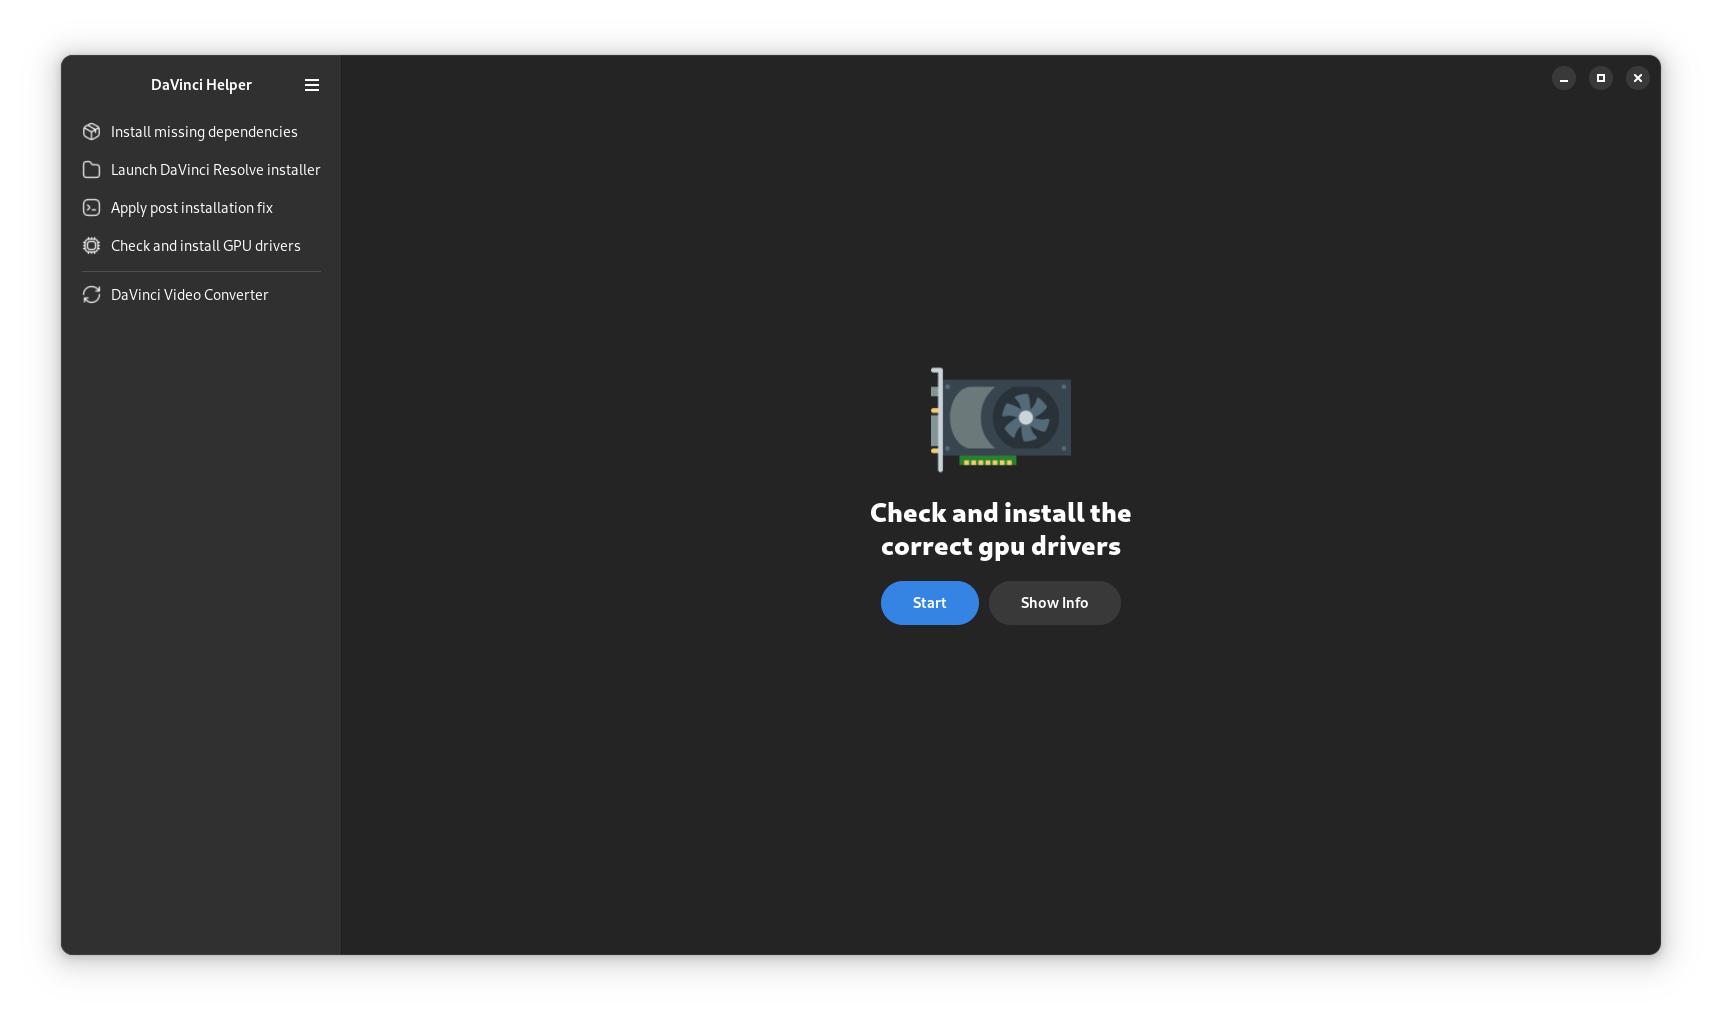 DaVinci Helper
Install missing dependencies
Launch DaVinci Resolve installer
Apply post installation fix
Check and install GPU drivers
DaVinci Video Converter
Check and install the
correct gpu drivers
Start
Show Info